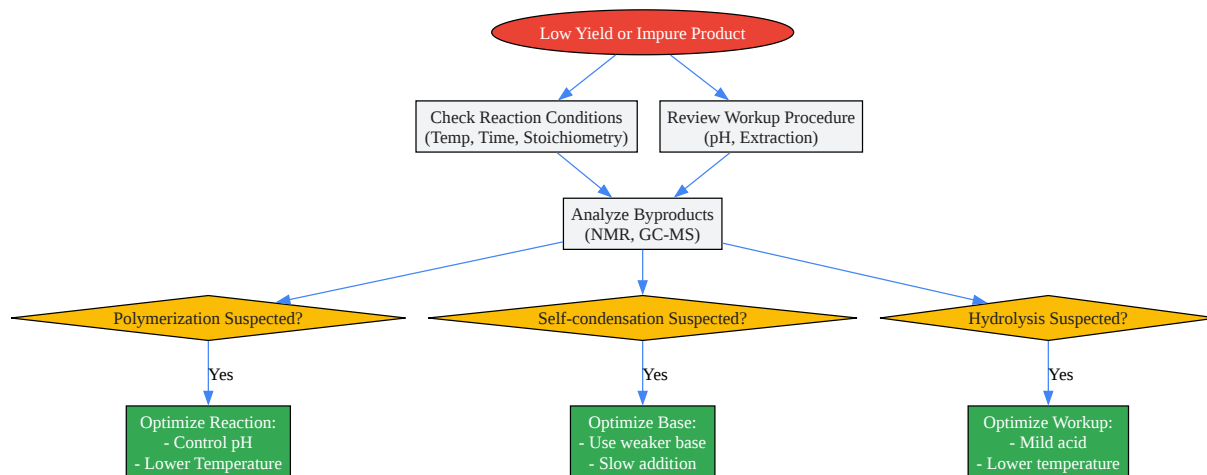 Low Yield or Impure Product
Check Reaction Conditions
(Temp, Time, Stoichiometry)
Review Workup Procedure
(pH, Extraction)
Analyze Byproducts
(NMR, GC-MS)
Polymerization Suspected?
Self-condensation Suspected?
Hydrolysis Suspected?
Yes
Yes
Yes
Optimize Reaction:
- Control pH
- Lower Temperature
Optimize Base:
- Use weaker base
- Slow addition
Optimize Workup:
- Mild acid
- Lower temperature